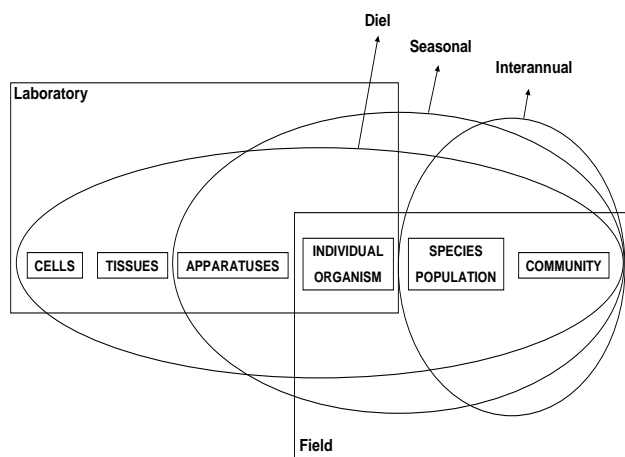 Diel
Seasonal
Interannual
Laboratory
CELLS
TISSUES
APPARATUSES
INDIVIDUAL
ORGANISM
SPECIES
POPULATION
COMMUNITY
Field